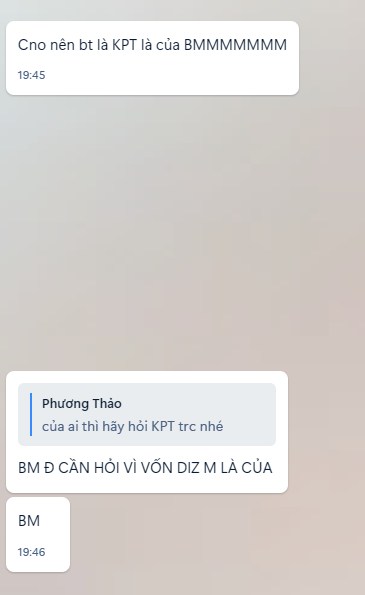 Cno nên bt là KPT là của BMMMMMMM
19:45
Phương Thảo
của ai thì hãy hỏi KPT trc nhé
BM Đ CẦN HỎI VÌ VỐN DIZ M LÀ CỦA
BM
19:46